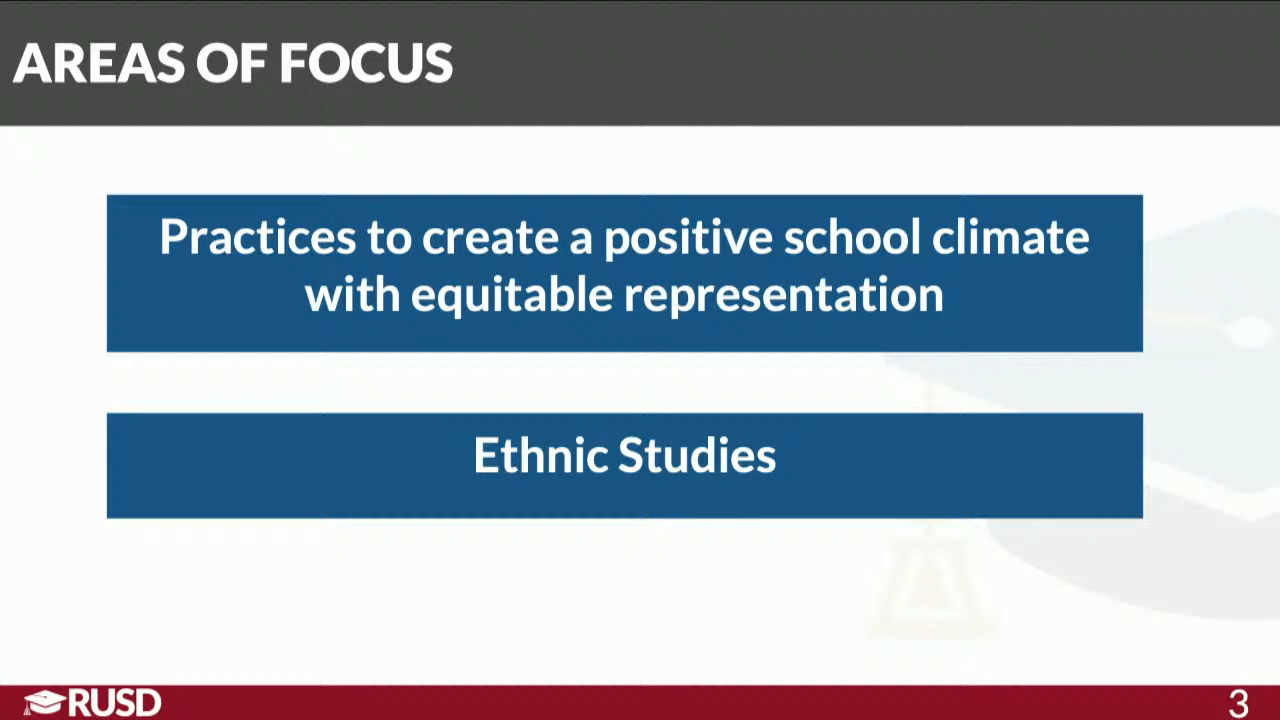 AREAS OF FOCUS
Practices to create a positive school climate
with equitable representation
Ethnic Studies
RUSD
3